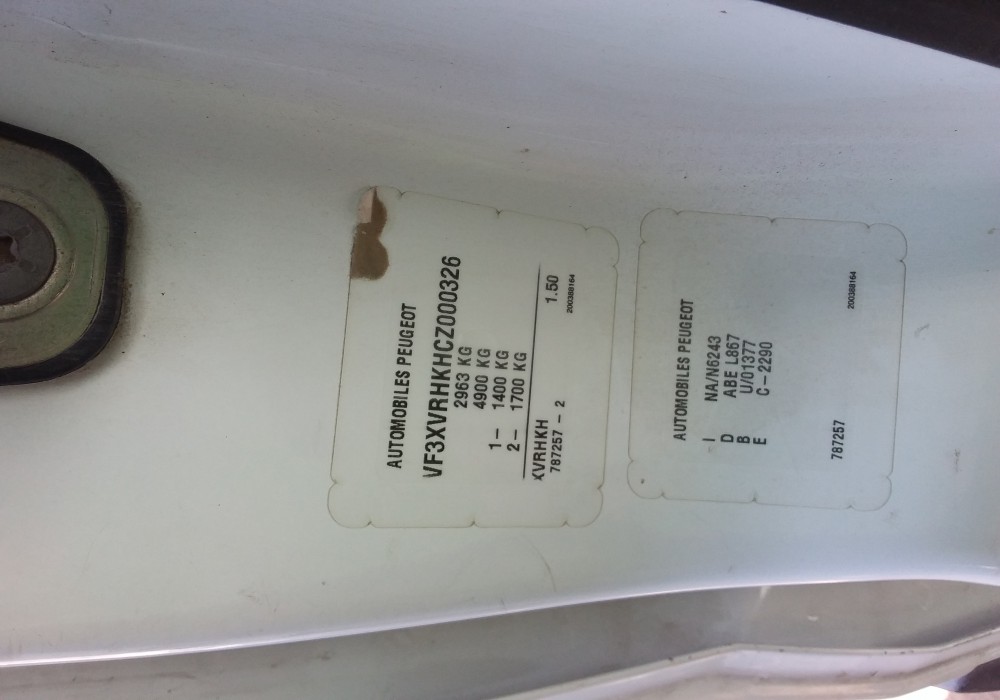 AUTOMOBILES PEUGEOT
VF3XVRHKHCZ000326
2963 KG
4900 KG
1– 1400 KG
2– 1700 KG
XVRHKH 1.50
787257 – 2 200388164
AUTOMOBILES PEUGEOT
I NA/N6243
D ABE L867
B U/01377
E C–2290
787257 200388164